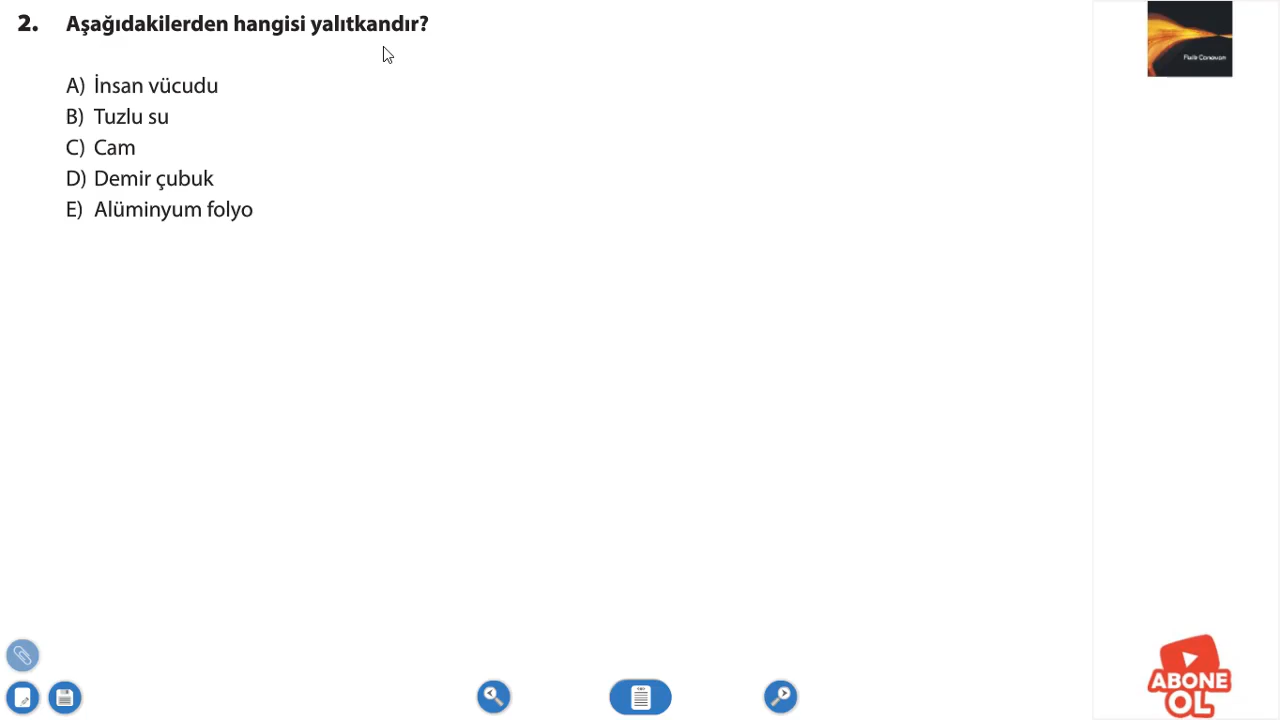 2. Aşağıdakilerden hangisi yalıtkandır?
A) İnsan vücudu
B) Tuzlu su
C) Cam
D) Demir çubuk
E) Alüminyum folyo
ABONE
OL